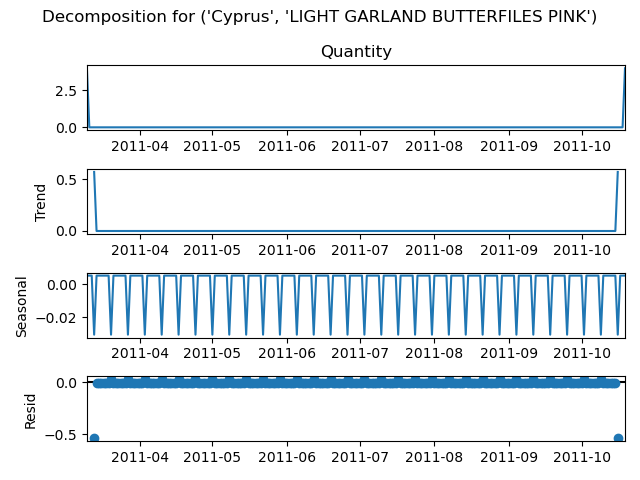 Decomposition for ('Cyprus', 'LIGHT GARLAND BUTTERFILES PINK')
Quantity
2.5
0.0
2011-04 2011-05 2011-06 2011-07 2011-08 2011-09 2011-10
Trend
0.5
0.0
2011-04 2011-05 2011-06 2011-07 2011-08 2011-09 2011-10
Seasonal
0.00
−0.02
2011-04 2011-05 2011-06 2011-07 2011-08 2011-09 2011-10
Resid
0.0
−0.5
2011-04 2011-05 2011-06 2011-07 2011-08 2011-09 2011-10